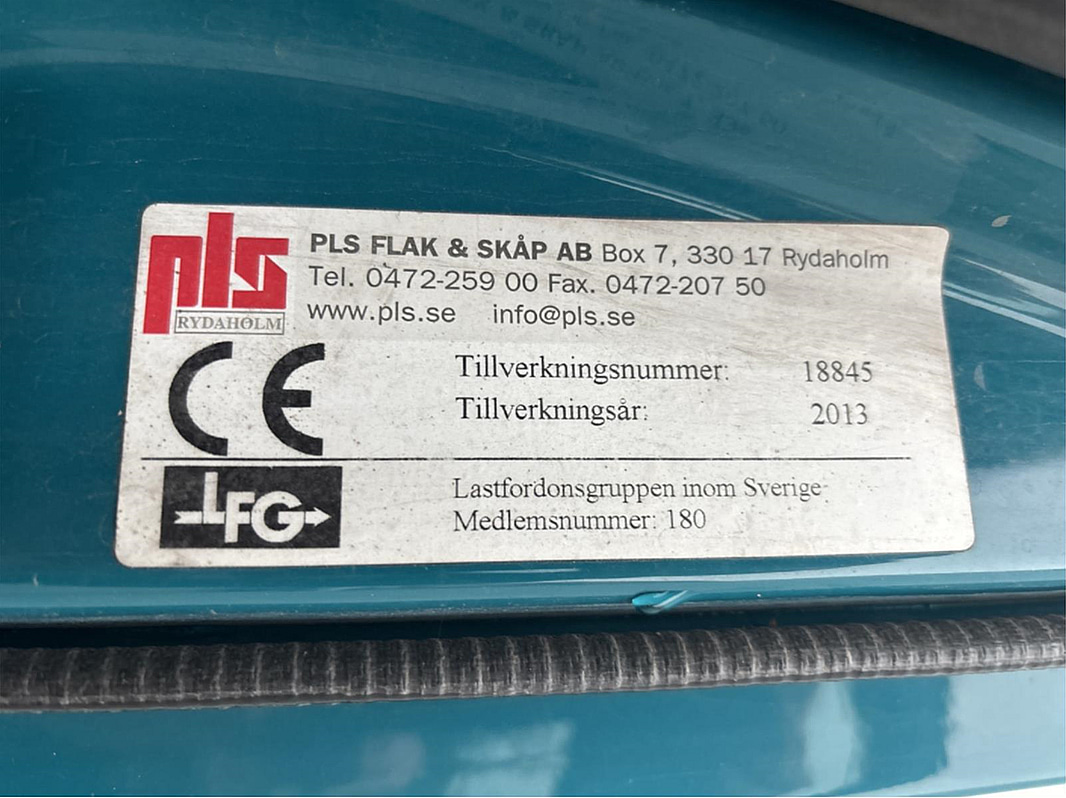 pls
RYDAHOLM
PLS FLAK & SKÅP AB Box 7, 330 17 Rydaholm
Tel. 0472-259 00 Fax. 0472-207 50
www.pls.se info@pls.se
CE
Tillverkningsnummer: 18845
Tillverkningsår: 2013
LFG
Lastfordonsgruppen inom Sverige
Medlemsnummer: 180